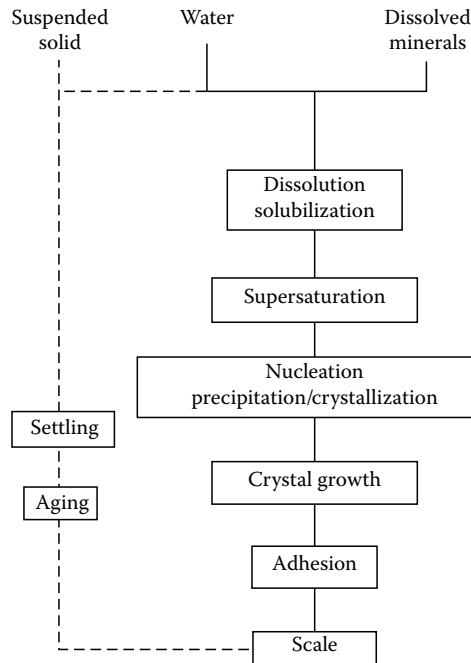 Suspended
solid
Water
Dissolved
minerals
Dissolution
solubilization
Supersaturation
Nucleation
precipitation/crystallization
Settling
Crystal growth
Aging
Adhesion
Scale